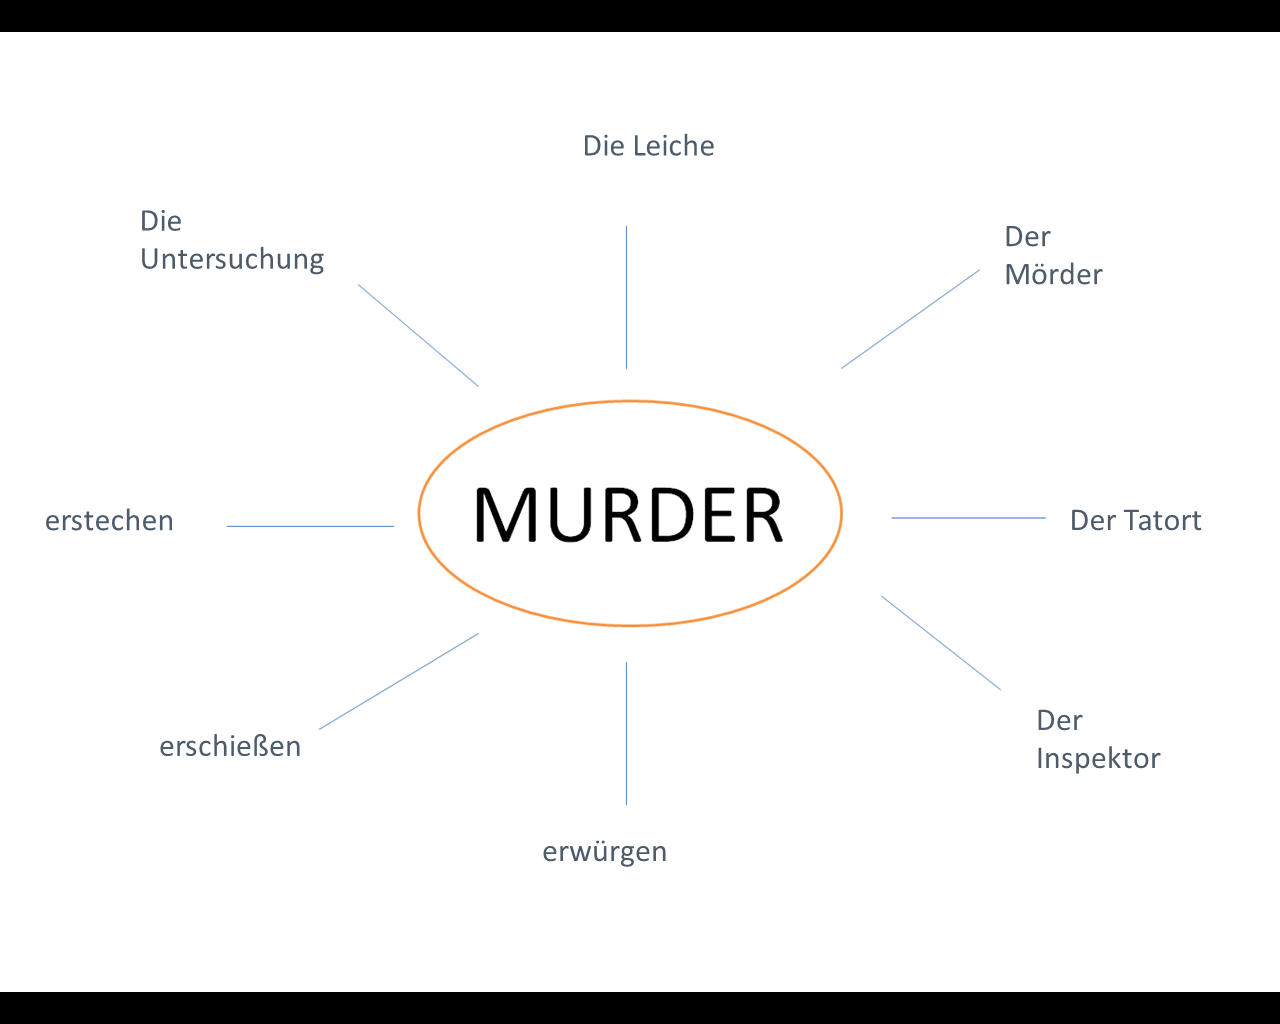 Die Leiche
Die
Untersuchung
Der
Mörder
MURDER
erstechen
Der Tatort
erschießen
Der
Inspektor
erwürgen